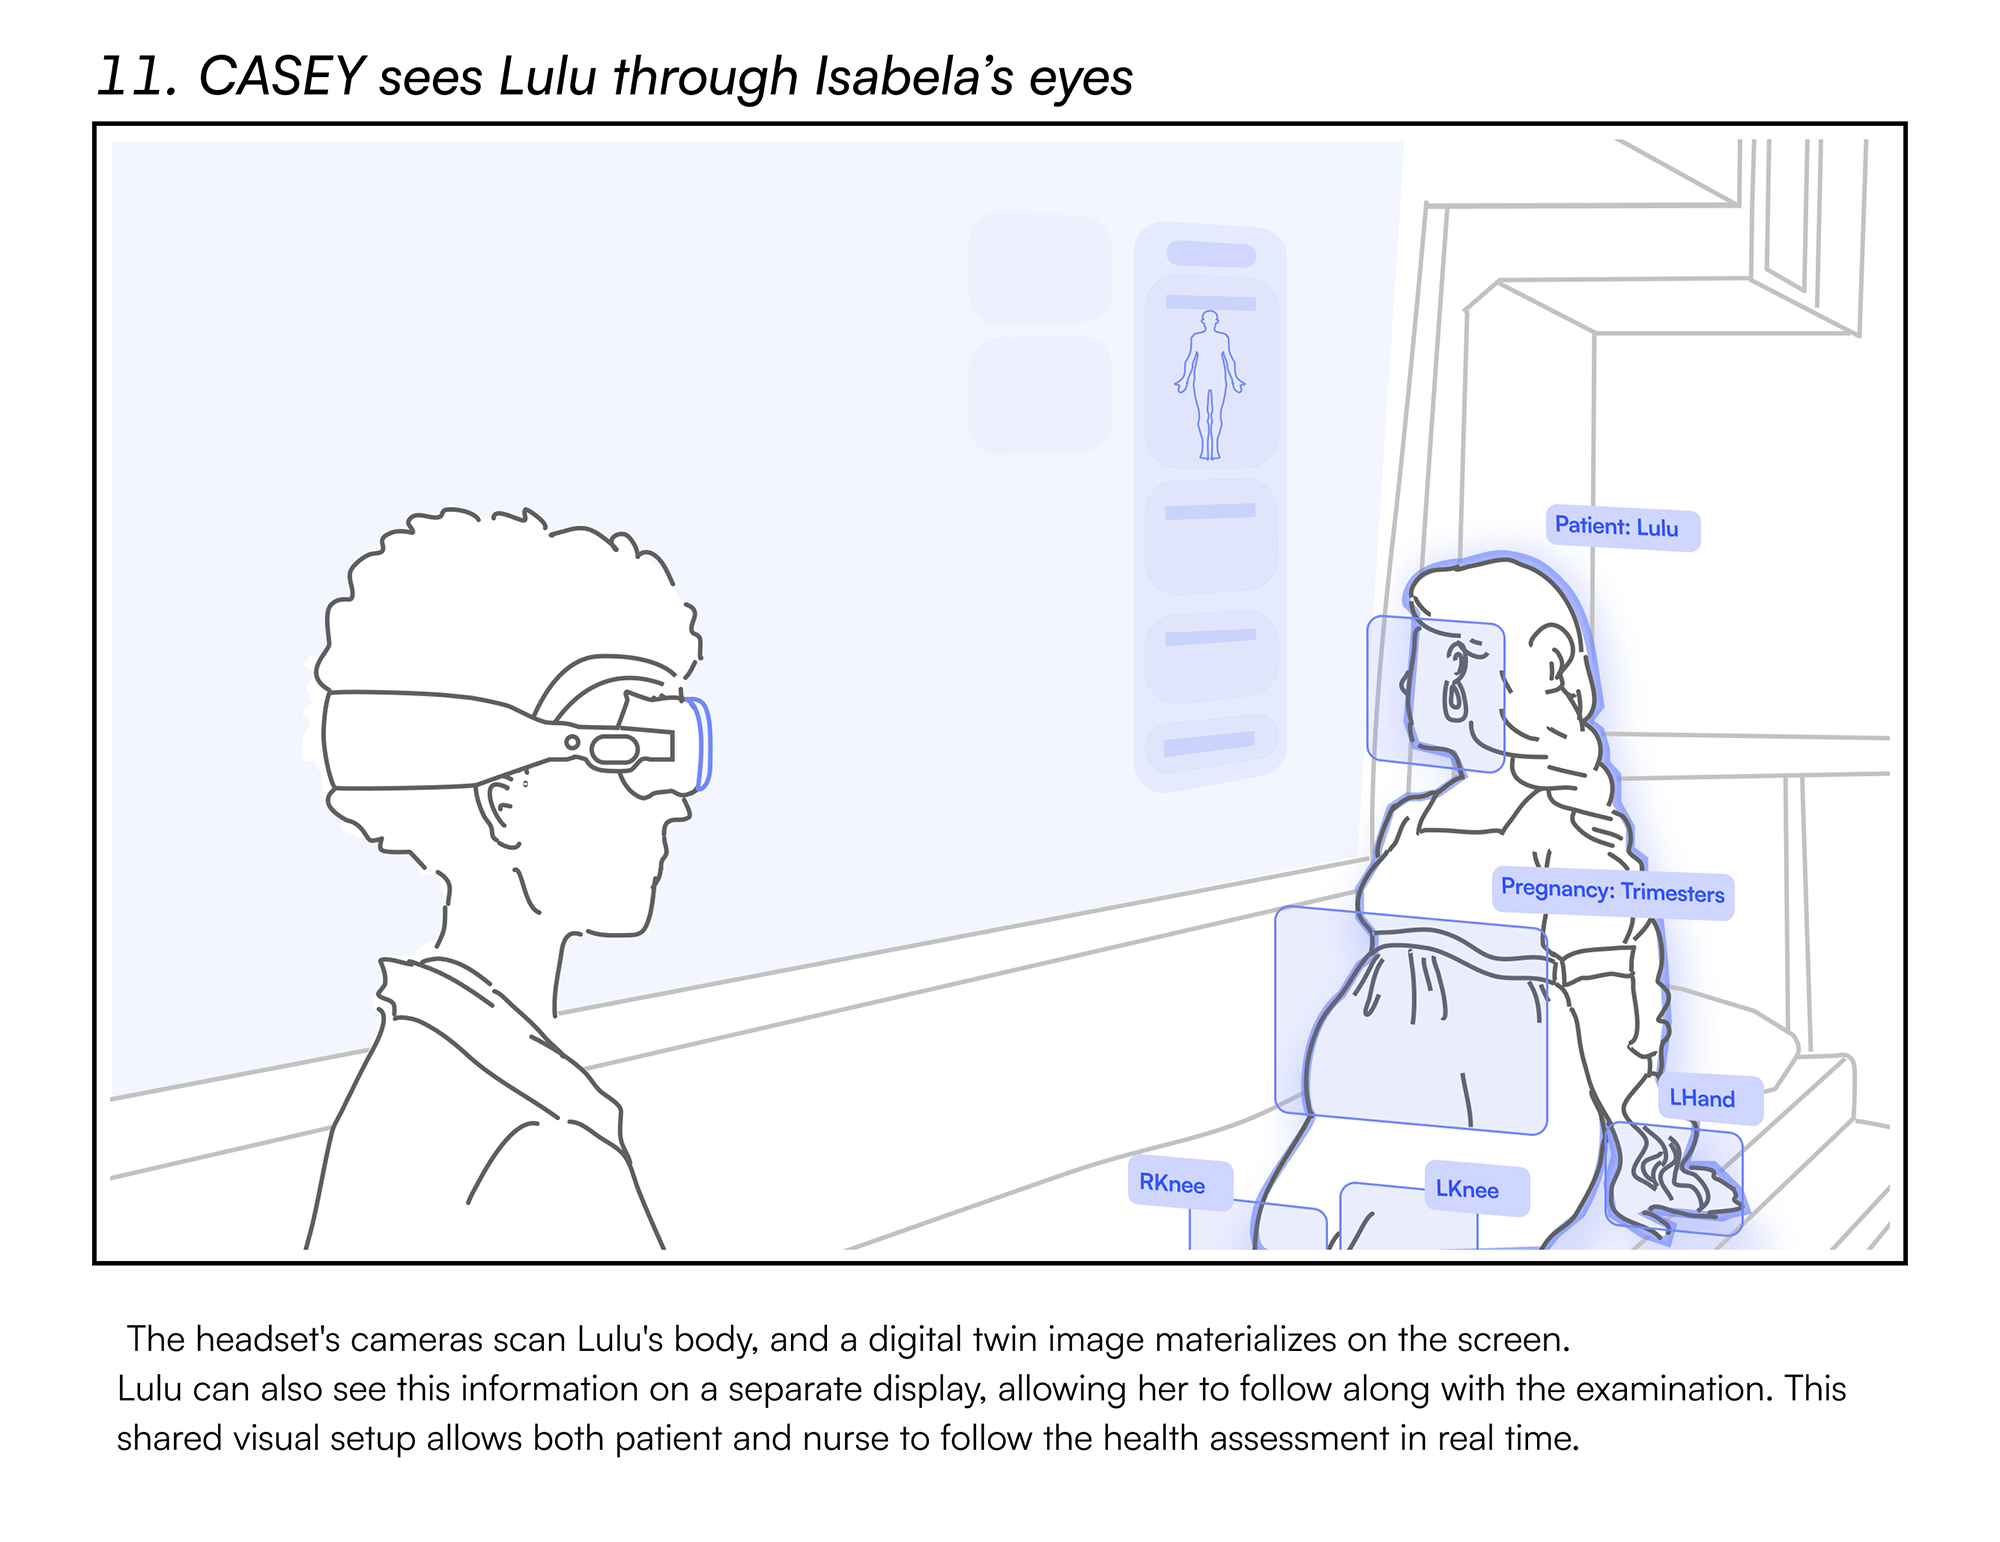 11. CASEY sees Lulu through Isabela’s eyes
Patient: Lulu
Pregnancy: Trimesters
LHand
RKnee
LKnee
The headset's cameras scan Lulu's body, and a digital twin image materializes on the screen.
Lulu can also see this information on a separate display, allowing her to follow along with the examination. This
shared visual setup allows both patient and nurse to follow the health assessment in real time.